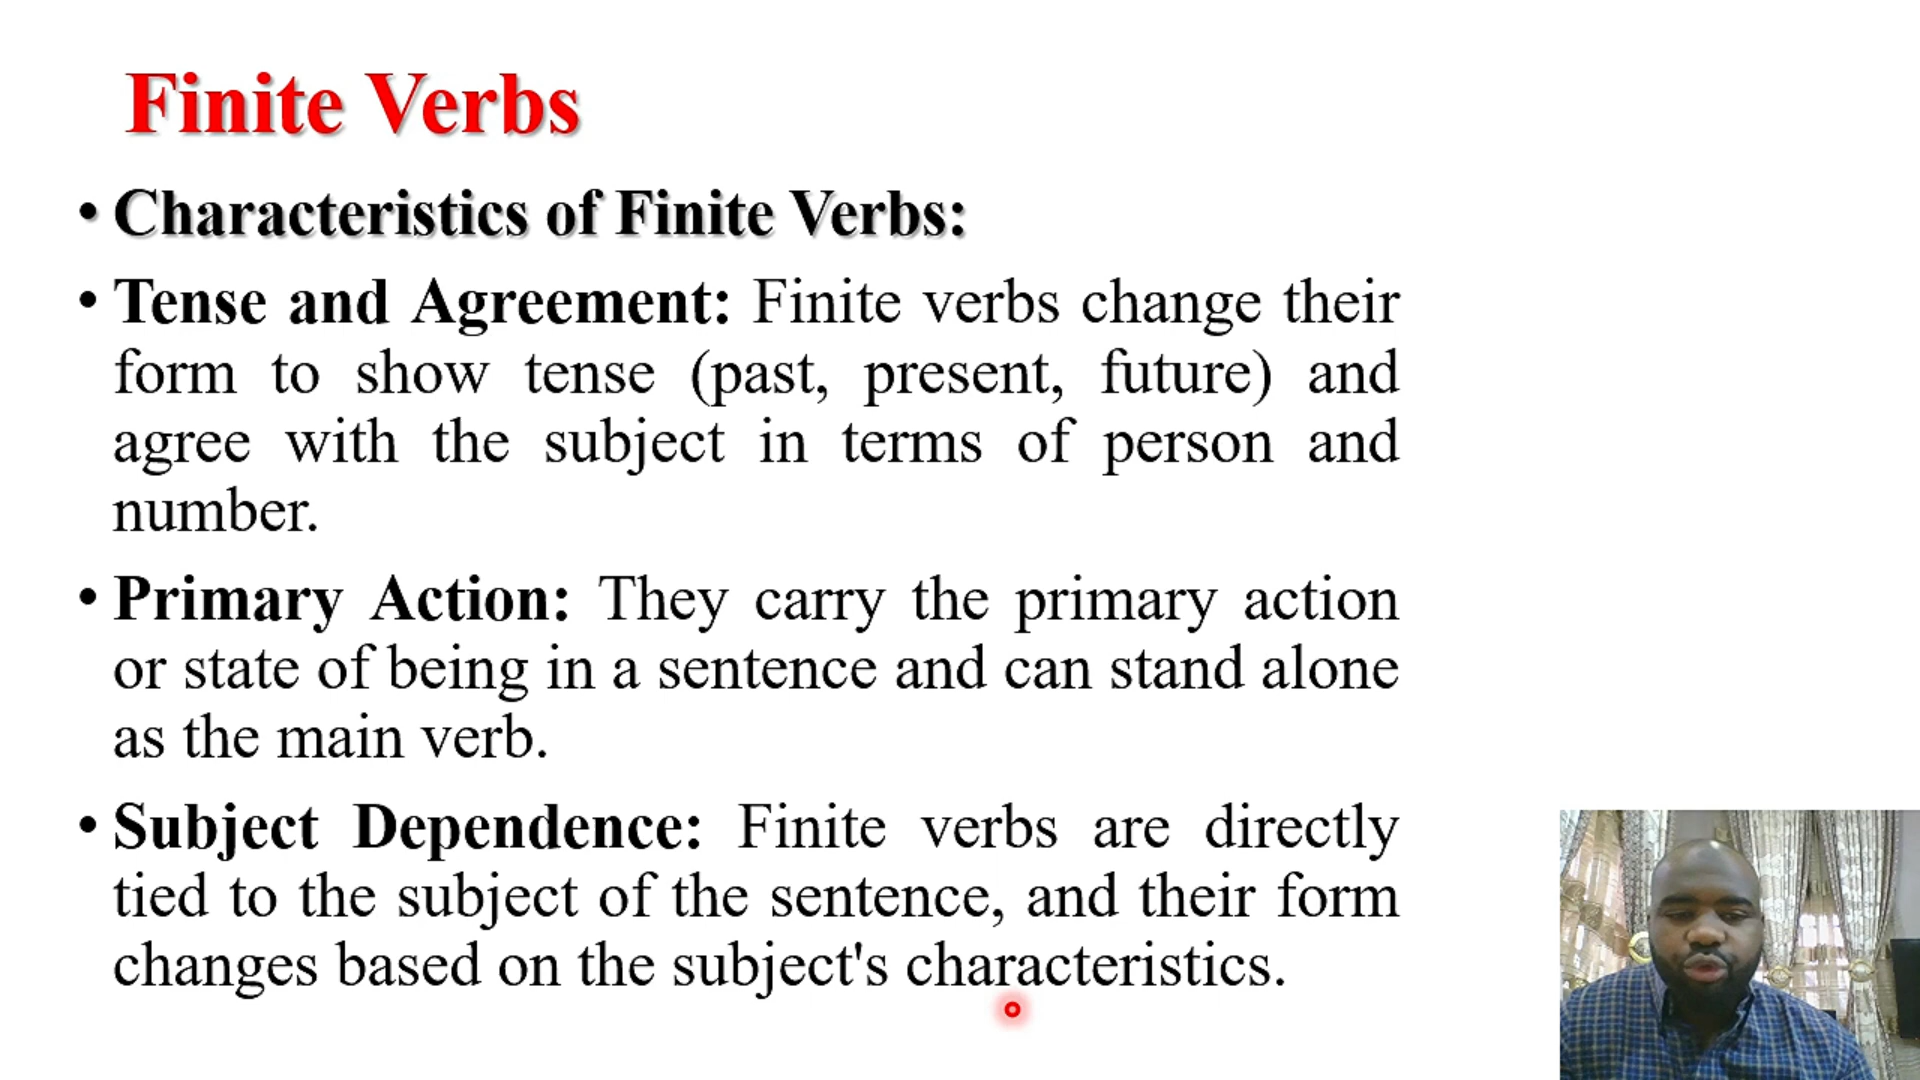 Finite Verbs
• Characteristics of Finite Verbs:
• Tense and Agreement: Finite verbs change their
form to show tense (past, present, future) and
agree with the subject in terms of person and
number.
• Primary Action: They carry the primary action
or state of being in a sentence and can stand alone
as the main verb.
• Subject Dependence: Finite verbs are directly
tied to the subject of the sentence, and their form
changes based on the subject's characteristics.